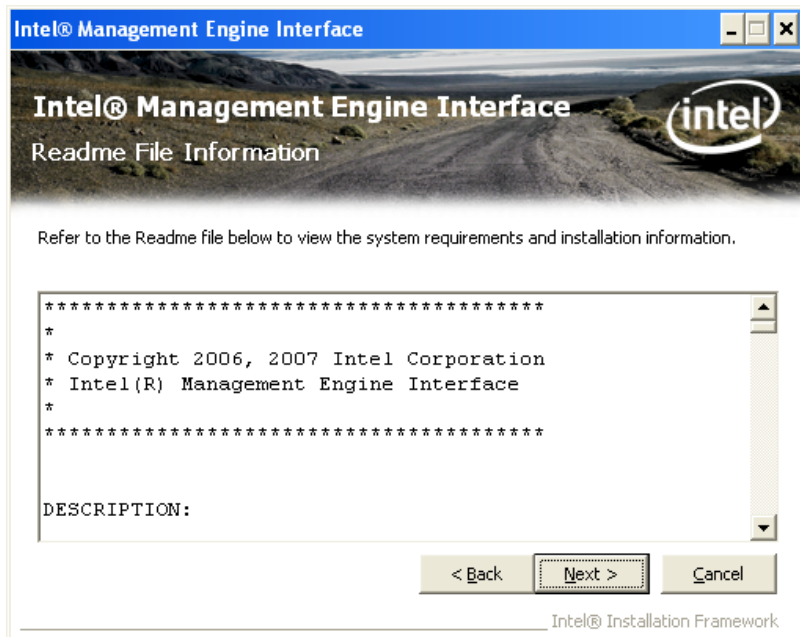 Intel® Management Engine Interface
Intel® Management Engine Interface
intel
Readme File Information
Refer to the Readme file below to view the system requirements and installation information.
****************************************
*
* Copyright 2006, 2007 Intel Corporation
* Intel(R) Management Engine Interface
*
****************************************
DESCRIPTION:
< Back
Next >
Cancel
Intel® Installation Framework